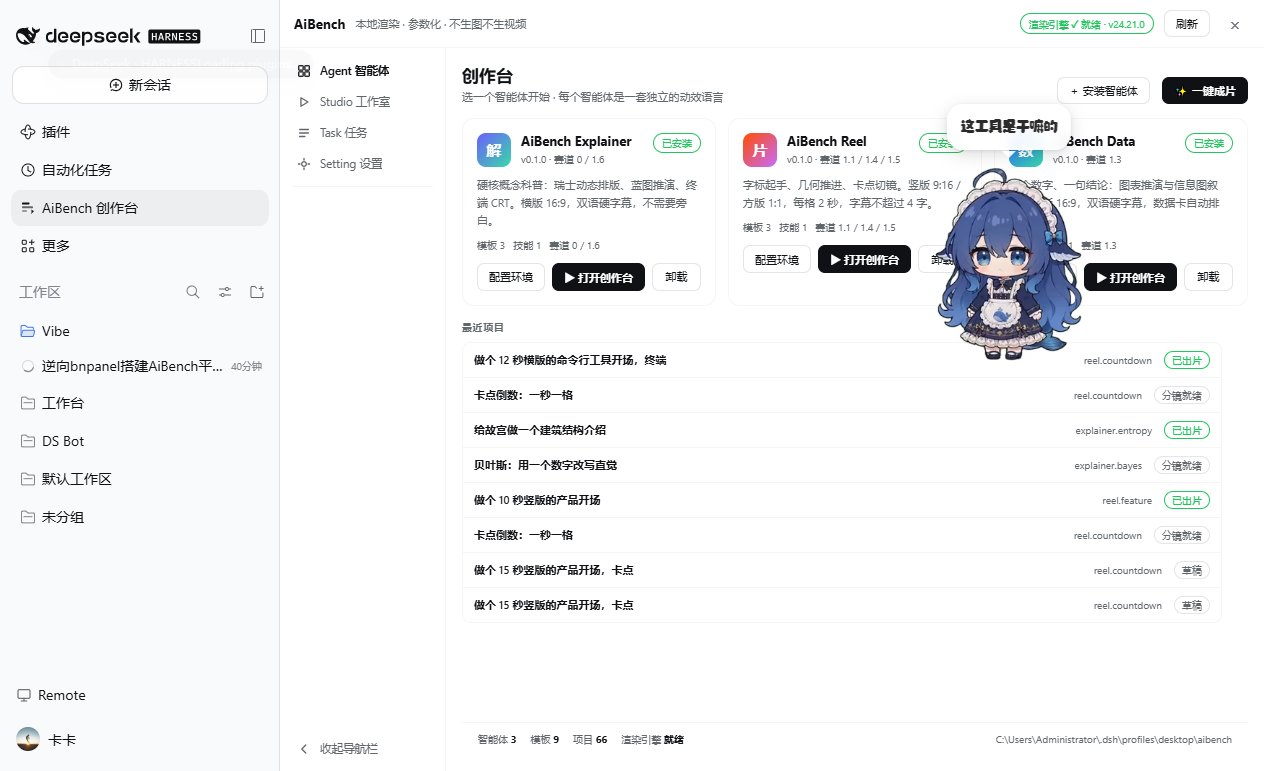 deepseek HARNESS
新会话
插件
自动化任务
AiBench 创作台
更多
工作区
Vibe
逆向bnpanel搭建AiBench平... 40分钟
工作台
DS Bot
默认工作区
未分组
Remote
卡卡
AiBench 本地渲染 · 参数化 · 不生图不生视频
渲染引擎 ✓ 就绪 · v24.21.0
刷新
Agent 智能体
Studio 工作室
Task 任务
Setting 设置
收起导航栏
创作台
选一个智能体开始 · 每个智能体是一套独立的动效语言
+ 安装智能体
一键成片
这工具是干嘛的
解
AiBench Explainer
已安装
v0.1.0 · 赛道 0 / 1.6
硬核概念科普：瑞士动态排版、蓝图推演、终
端 CRT。横版 16:9，双语硬字幕，不需要旁
白。
模板 3 技能 1 赛道 0 / 1.6
配置环境
打开创作台
卸载
片
AiBench Reel
v0.1.0 · 赛道 1.1 / 1.4 / 1.5
字标起手、几何推进、卡点切镜。竖版 9:16 /
方版 1:1，每格 2 秒，字幕不超过 4 字。
模板 3 技能 1 赛道 1.1 / 1.4 / 1.5
配置环境
打开创作台
卸载
Bench Data
已安装
v0.1.0 · 赛道 1.3
数字、一句结论：图表推演与信息图叙
16:9，双语硬字幕，数据卡自动排
1 赛道 1.3
打开创作台
卸载
最近项目
做个 12 秒横版的命令行工具开场，终端 reel.countdown 已出片
卡点倒数：一秒一格 reel.countdown 分镜就绪
给故宫做一个建筑结构介绍 explainer.entropy 已出片
贝叶斯：用一个数字改写直觉 explainer.bayes 分镜就绪
做个 10 秒竖版的产品开场 reel.feature 已出片
卡点倒数：一秒一格 reel.countdown 分镜就绪
做个 15 秒竖版的产品开场，卡点 reel.countdown 草稿
做个 15 秒竖版的产品开场，卡点 reel.countdown 草稿
智能体 3 模板 9 项目 66 渲染引擎 就绪
C:\Users\Administrator\.dsh\profiles\desktop\aibench